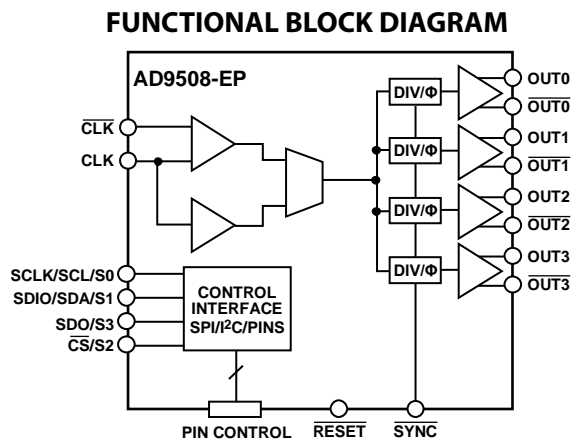 FUNCTIONAL BLOCK DIAGRAM
AD9508-EP
CLK
CLK
DIV/Φ
DIV/Φ
DIV/Φ
DIV/Φ
OUT0
OUT0
OUT1
OUT1
OUT2
OUT2
OUT3
OUT3
SCLK/SCL/S0
SDIO/SDA/S1
SDO/S3
CS/S2
CONTROL
INTERFACE
SPI/I²C/PINS
PIN CONTROL
RESET
SYNC